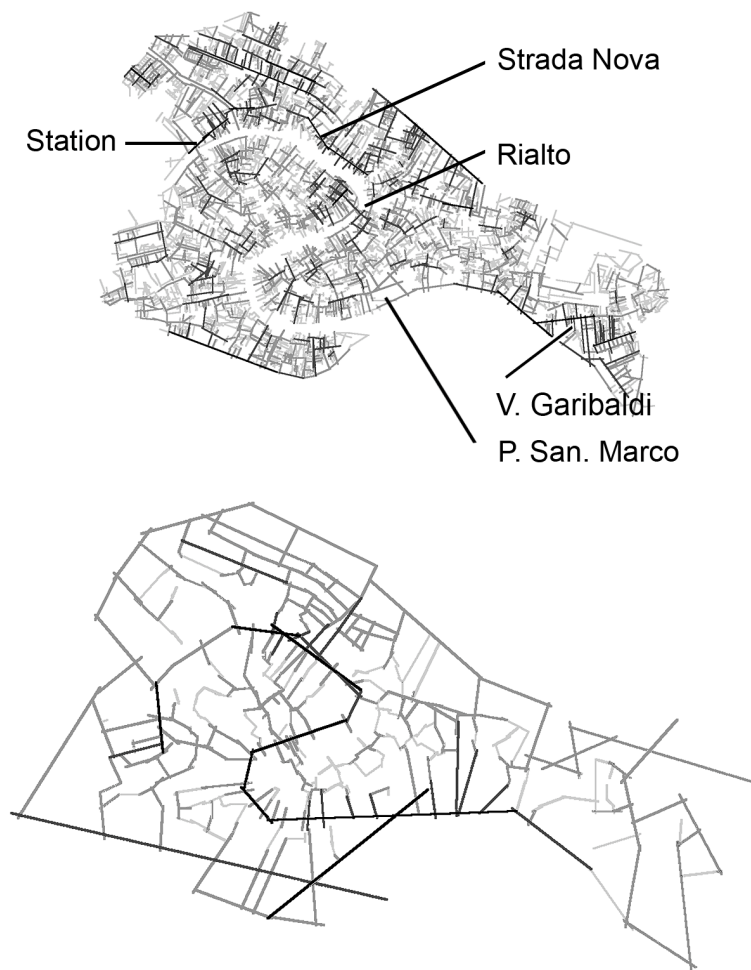 Strada Nova
Station
Rialto
V. Garibaldi
P. San. Marco